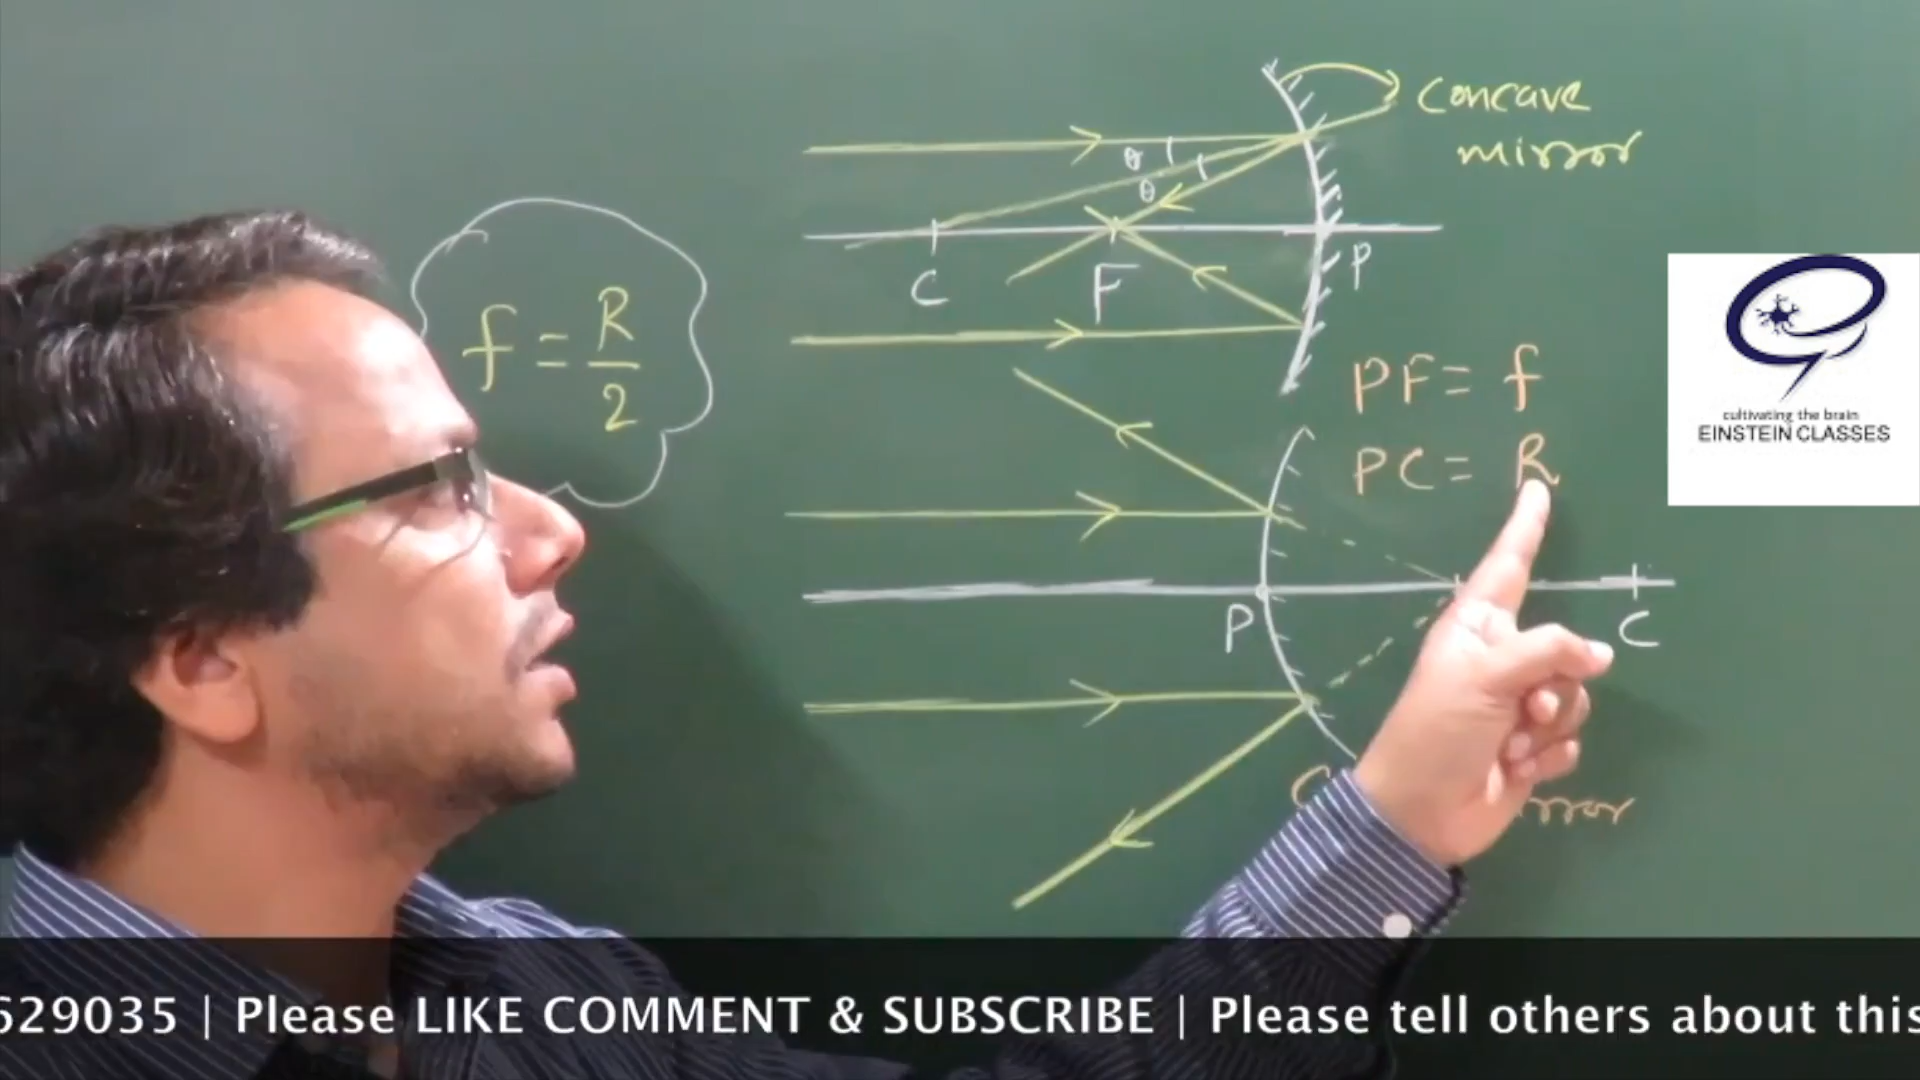 concave
mirror
θ
θ
C
F
P
f = R/2
PF = f
PC = R
P
C
cultivating the brain
EINSTEIN CLASSES
629035 | Please LIKE COMMENT & SUBSCRIBE | Please tell others about this